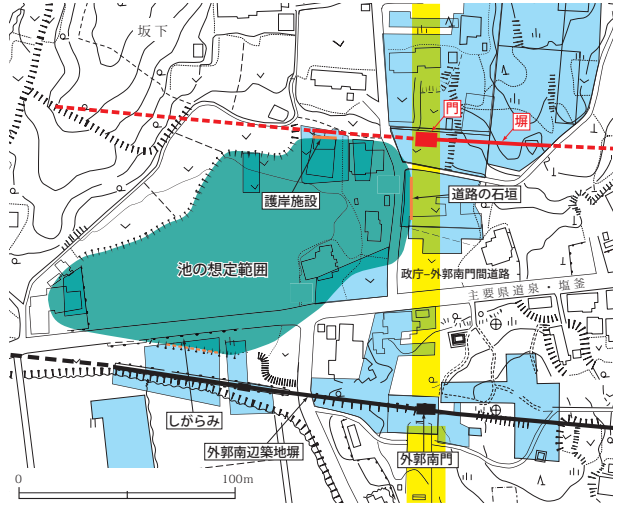 坂下
門
塀
護岸施設
道路の石垣
池の想定範囲
政庁−外郭南門間道路
主要県道泉・塩釜
しがらみ
外郭南辺築地塀
外郭南門
0
100m